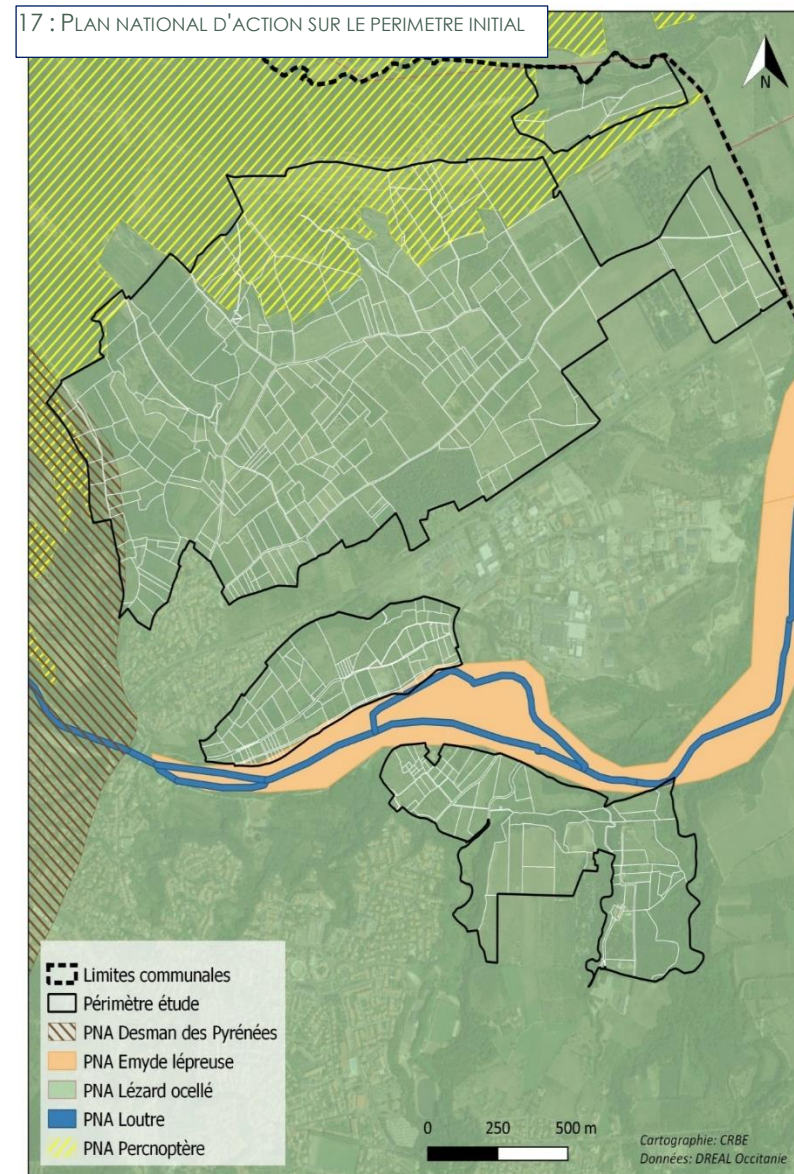 17 : PLAN NATIONAL D'ACTION SUR LE PERIMETRE INITIAL
N
Limites communales
Périmètre étude
PNA Desman des Pyrénées
PNA Emyde lépreuse
PNA Lézard ocellé
PNA Loutre
PNA Percnoptère
0 250 500 m
Cartographie: CRBE
Données: DREAL Occitanie